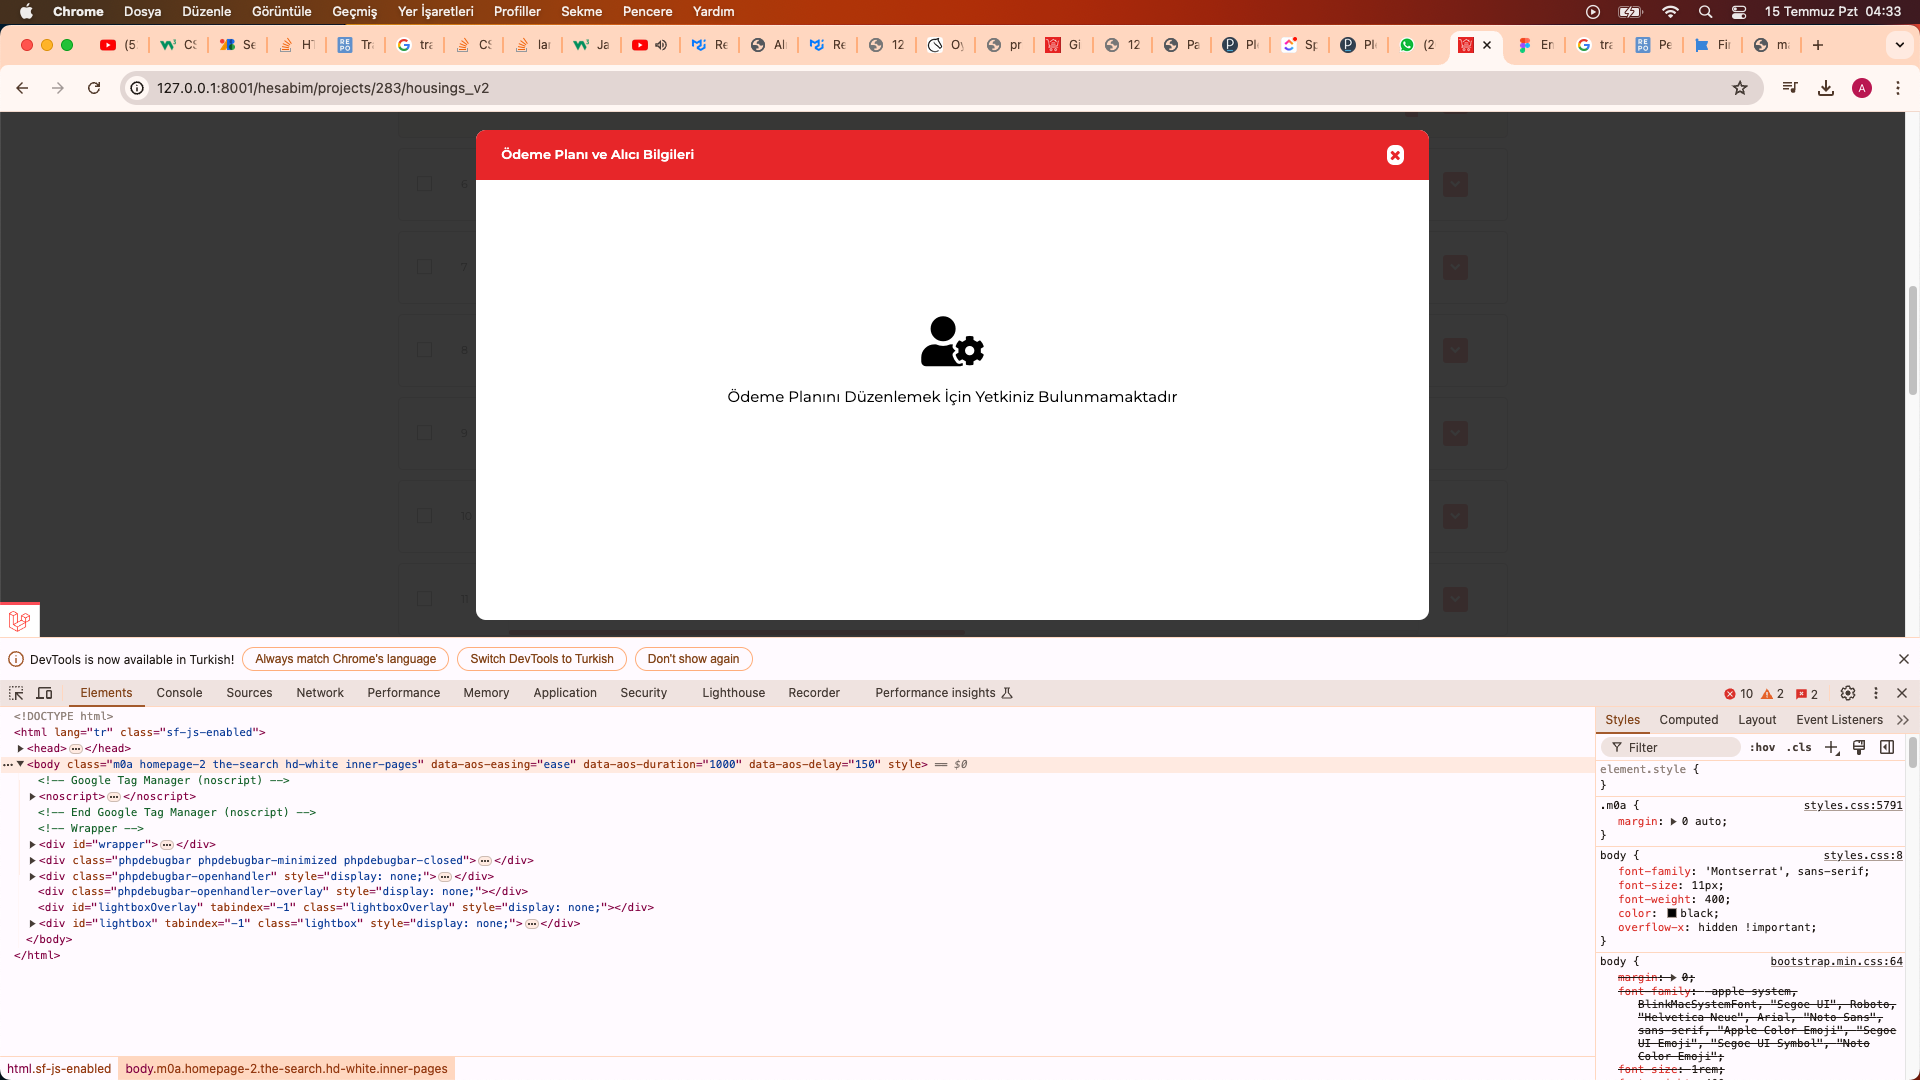 Chrome Dosya Düzenle Görüntüle Geçmiş Yer İşaretleri Profiller Sekme Pencere Yardım 15 Temmuz Pzt 04:33
(5 CS Se HT Tra tra CS lar Ja Re Al Re 12 Oy pr Gi 12 Pa Pl Sp Pl (2 En tra Pe Fir
127.0.0.1:8001/hesabim/projects/283/housings_v2 A
Ödeme Planı ve Alıcı Bilgileri
6
7
8
9
10
11
Ödeme Planını Düzenlemek İçin Yetkiniz Bulunmamaktadır
DevTools is now available in Turkish! Always match Chrome's language Switch DevTools to Turkish Don't show again
Elements Console Sources Network Performance Memory Application Security Lighthouse Recorder Performance insights 10 2 2
<!DOCTYPE html>
<html lang="tr" class="sf-js-enabled">
<head> ... </head>
<body class="m0a homepage-2 the-search hd-white inner-pages" data-aos-easing="ease" data-aos-duration="1000" data-aos-delay="150" style> == $0
<!-- Google Tag Manager (noscript) -->
<noscript> ... </noscript>
<!-- End Google Tag Manager (noscript) -->
<!-- Wrapper -->
<div id="wrapper"> ... </div>
<div class="phpdebugbar phpdebugbar-minimized phpdebugbar-closed"> ... </div>
<div class="phpdebugbar-openhandler" style="display: none;"> ... </div>
<div class="phpdebugbar-openhandler-overlay" style="display: none;"></div>
<div id="lightboxOverlay" tabindex="-1" class="lightboxOverlay" style="display: none;"></div>
<div id="lightbox" tabindex="-1" class="lightbox" style="display: none;"> ... </div>
</body>
</html>
html.sf-js-enabled body.m0a.homepage-2.the-search.hd-white.inner-pages
Styles Computed Layout Event Listeners
Filter :hov .cls
element.style {
}
.m0a { styles.css:5791
margin: 0 auto;
}
body { styles.css:8
font-family: 'Montserrat', sans-serif;
font-size: 11px;
font-weight: 400;
color: black;
overflow-x: hidden !important;
}
body { bootstrap.min.css:64
margin: 0;
font-family: -apple-system,
BlinkMacSystemFont, "Segoe UI", Roboto,
"Helvetica Neue", Arial, "Noto Sans",
sans-serif, "Apple Color Emoji", "Segoe
UI Emoji", "Segoe UI Symbol", "Noto
Color Emoji";
font-size: 1rem;